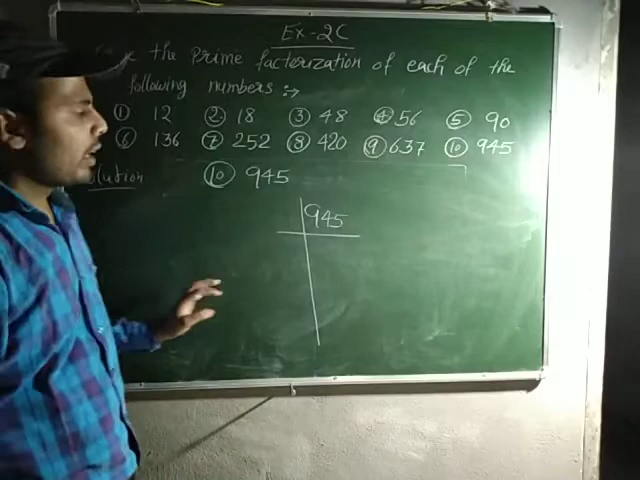 Ex-2C
the Prime factorization of each of the
following numbers :→
① 12 ② 18 ③ 48 ④ 56 ⑤ 90
⑥ 136 ⑦ 252 ⑧ 420 ⑨ 637 ⑩ 945
⑩ 945
945